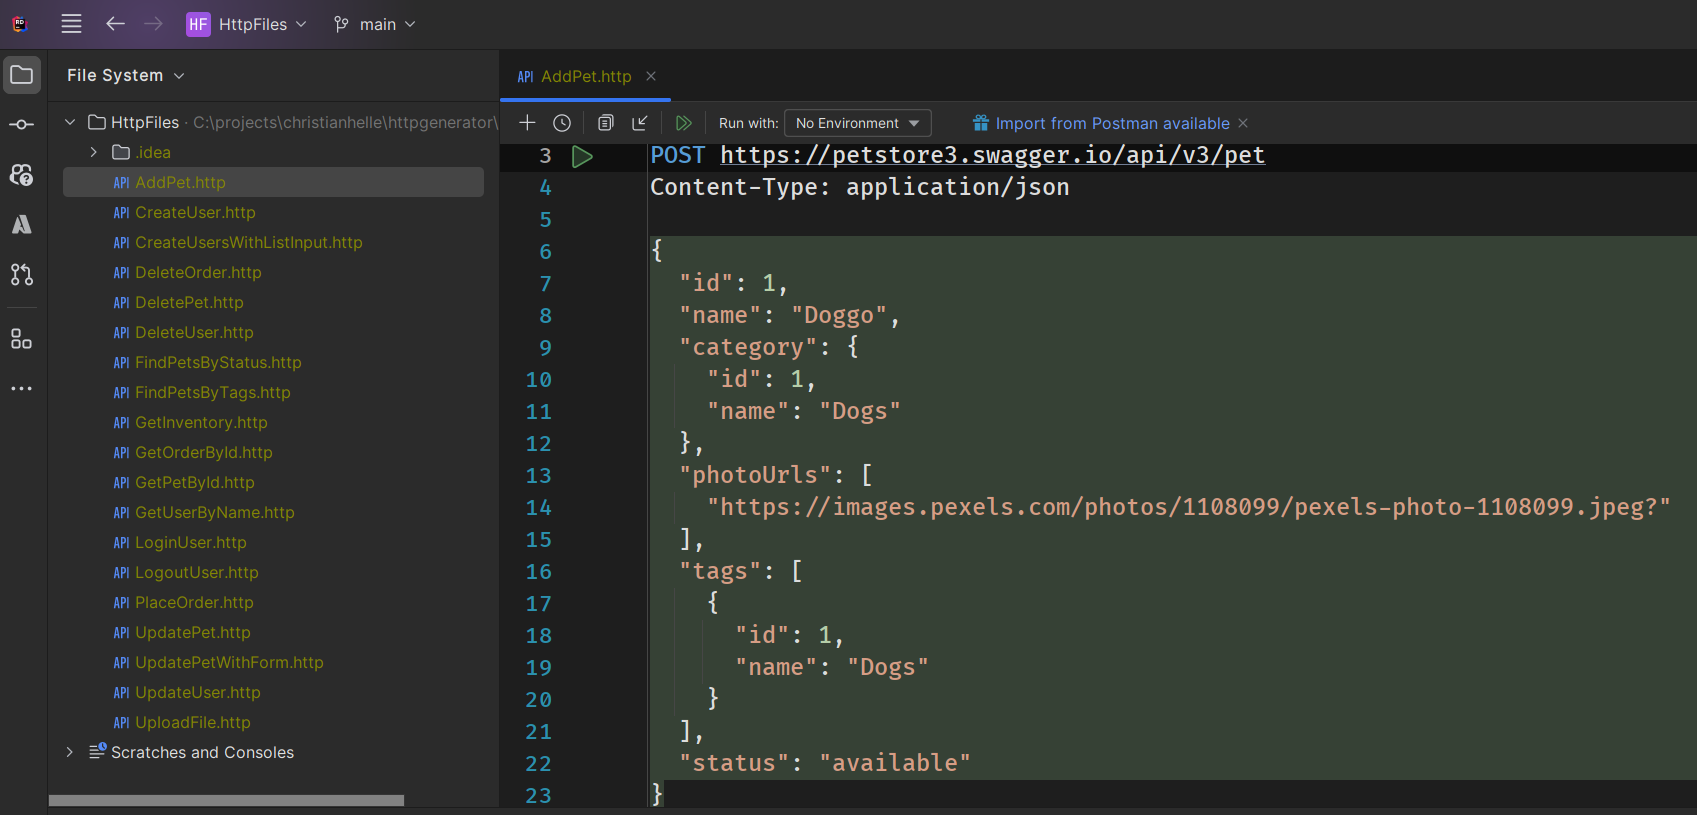 RD
HF HttpFiles main
File System
HttpFiles · C:\projects\christianhelle\httpgenerator\
.idea
API AddPet.http
API CreateUser.http
API CreateUsersWithListInput.http
API DeleteOrder.http
API DeletePet.http
API DeleteUser.http
API FindPetsByStatus.http
API FindPetsByTags.http
API GetInventory.http
API GetOrderById.http
API GetPetById.http
API GetUserByName.http
API LoginUser.http
API LogoutUser.http
API PlaceOrder.http
API UpdatePet.http
API UpdatePetWithForm.http
API UpdateUser.http
API UploadFile.http
Scratches and Consoles
API AddPet.http
Run with: No Environment Import from Postman available
3 POST https://petstore3.swagger.io/api/v3/pet
4 Content-Type: application/json
5
6 {
7 "id": 1,
8 "name": "Doggo",
9 "category": {
10 "id": 1,
11 "name": "Dogs"
12 },
13 "photoUrls": [
14 "https://images.pexels.com/photos/1108099/pexels-photo-1108099.jpeg?"
15 ],
16 "tags": [
17 {
18 "id": 1,
19 "name": "Dogs"
20 }
21 ],
22 "status": "available"
23 }